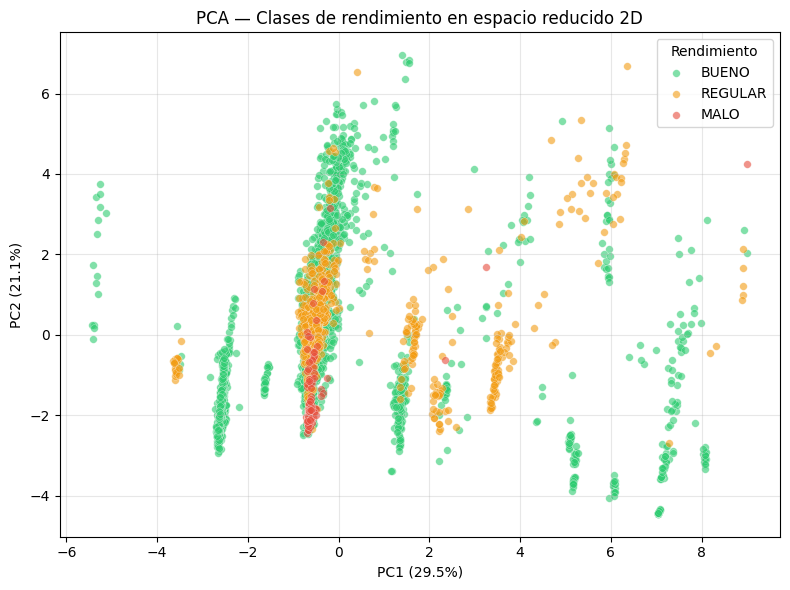 PCA — Clases de rendimiento en espacio reducido 2D
Rendimiento
BUENO
REGULAR
MALO
PC2 (21.1%)
6
4
2
0
−2
−4
−6
−4
−2
0
2
4
6
8
PC1 (29.5%)